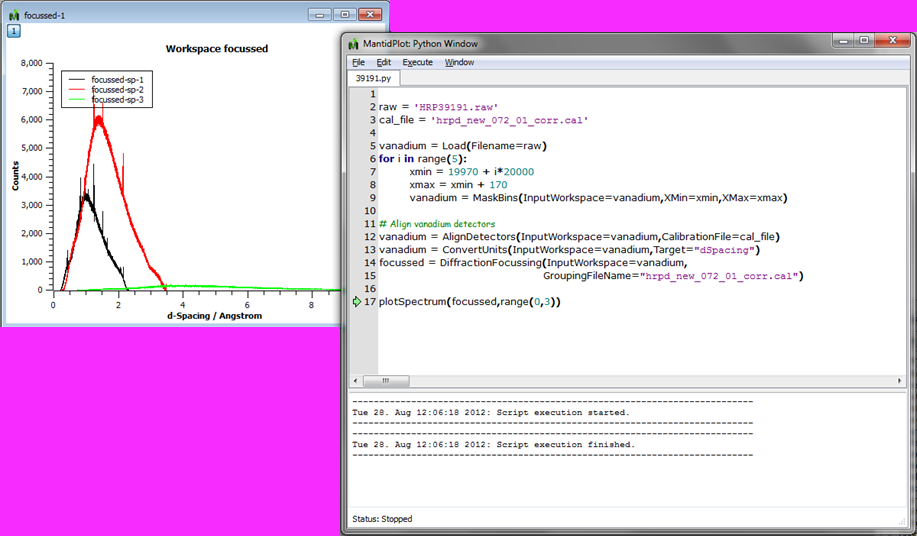 focussed-1
1
Workspace focussed
8,000
7,000
6,000
5,000
4,000
3,000
2,000
1,000
0
Counts
focussed-sp-1
focussed-sp-2
focussed-sp-3
0 2 4 6 8
d-Spacing / Angstrom
MantidPlot: Python Window
File Edit Execute Window
39191.py
1
2 raw = 'HRP39191.raw'
3 cal_file = 'hrpd_new_072_01_corr.cal'
4
5 vanadium = Load(Filename=raw)
6 for i in range(5):
7 xmin = 19970 + i*20000
8 xmax = xmin + 170
9 vanadium = MaskBins(InputWorkspace=vanadium,XMin=xmin,XMax=xmax)
10
11 # Align vanadium detectors
12 vanadium = AlignDetectors(InputWorkspace=vanadium,CalibrationFile=cal_file)
13 vanadium = ConvertUnits(InputWorkspace=vanadium,Target="dSpacing")
14 focussed = DiffractionFocussing(InputWorkspace=vanadium,
15 GroupingFileName="hrpd_new_072_01_corr.cal")
16
17 plotSpectrum(focussed,range(0,3))
--------------------------------------------------------------------------
Tue 28. Aug 12:06:18 2012: Script execution started.
--------------------------------------------------------------------------
--------------------------------------------------------------------------
Tue 28. Aug 12:06:18 2012: Script execution finished.
--------------------------------------------------------------------------
Status: Stopped